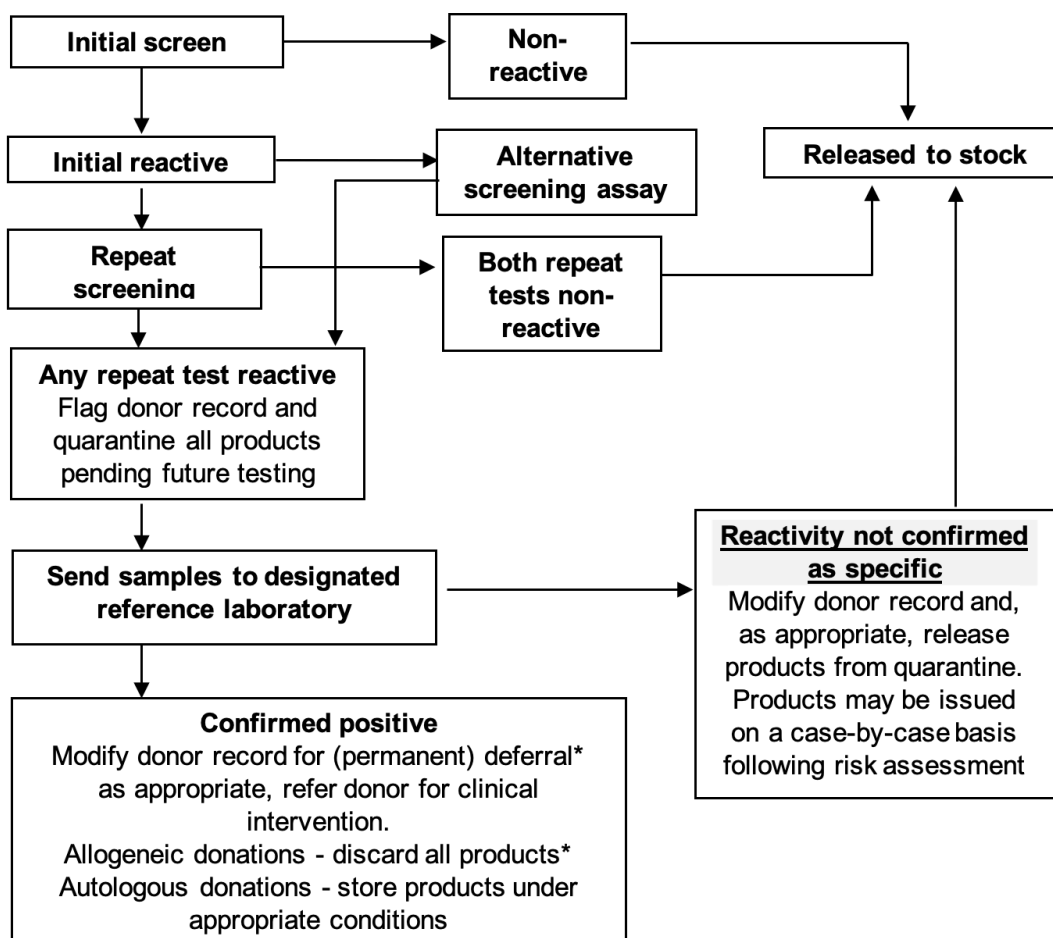 Initial screen
Non-
reactive
Initial reactive
Alternative
screening assay
Released to stock
Repeat
screening
Both repeat
tests non-
reactive
Any repeat test reactive
Flag donor record and
quarantine all products
pending future testing
Send samples to designated
reference laboratory
Reactivity not confirmed
as specific
Modify donor record and,
as appropriate, release
products from quarantine.
Products may be issued
on a case-by-case basis
following risk assessment
Confirmed positive
Modify donor record for (permanent) deferral*
as appropriate, refer donor for clinical
intervention.
Allogeneic donations - discard all products*
Autologous donations - store products under
appropriate conditions